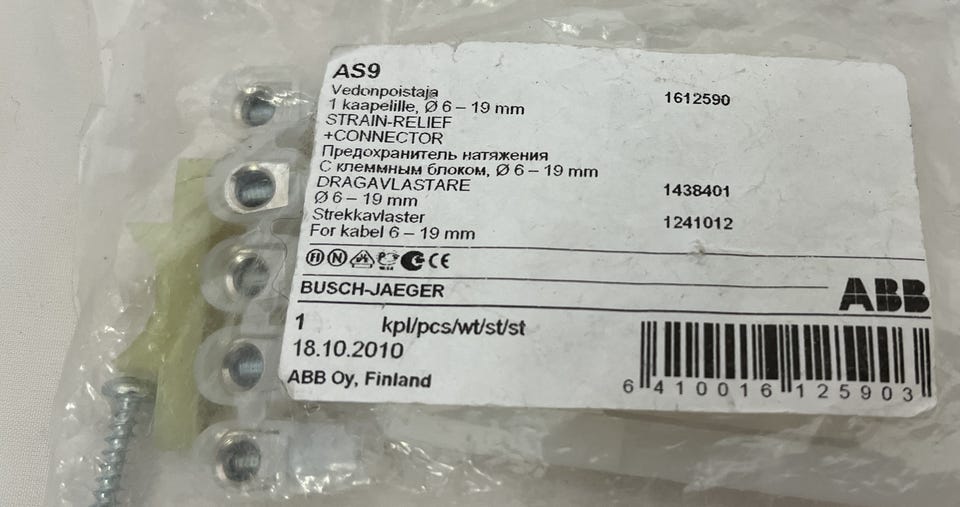 AS9
Vedonpoistaja 1612590
1 kaapelille, Ø 6 – 19 mm
STRAIN-RELIEF
+CONNECTOR
Предохранитель натяжения
С клеммным блоком, Ø 6 – 19 mm
DRAGAVLASTARE 1438401
Ø 6 – 19 mm
Strekkavlaster 1241012
For kabel 6 – 19 mm
FI N CE
BUSCH-JAEGER ABB
1 kpl/pcs/wt/st/st
18.10.2010
ABB Oy, Finland
6 410016 125903